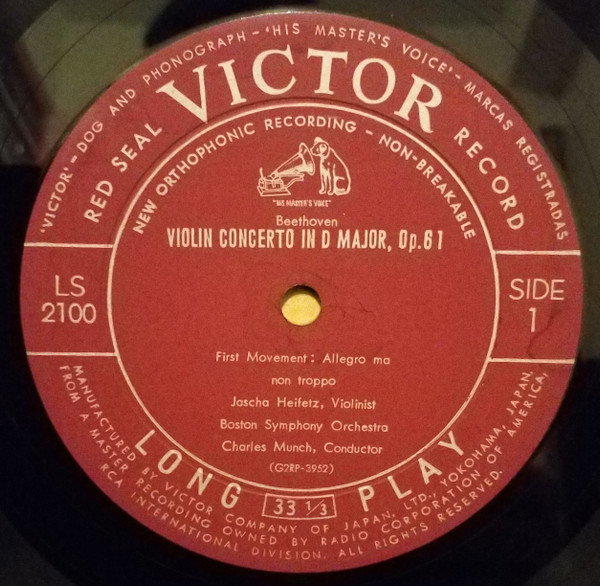 'VICTOR' – DOG AND PHONOGRAPH – 'HIS MASTER'S VOICE' – MARCAS REGISTRADAS
RED SEAL VICTOR RECORD
NEW ORTHOPHONIC RECORDING – NON-BREAKABLE
"HIS MASTER'S VOICE"
Beethoven
VIOLIN CONCERTO IN D MAJOR, Op.61
LS
2100
SIDE
1
First Movement: Allegro ma
non troppo
Jascha Heifetz, Violinist
Boston Symphony Orchestra
Charles Munch, Conductor
(G2RP-3952)
LONG PLAY
33 1/3
MANUFACTURED BY VICTOR COMPANY OF JAPAN, LTD., YOKOHAMA, JAPAN,
FROM A MASTER RECORDING OWNED BY RADIO CORPORATION OF AMERICA,
RCA INTERNATIONAL DIVISION. ALL RIGHTS RESERVED.